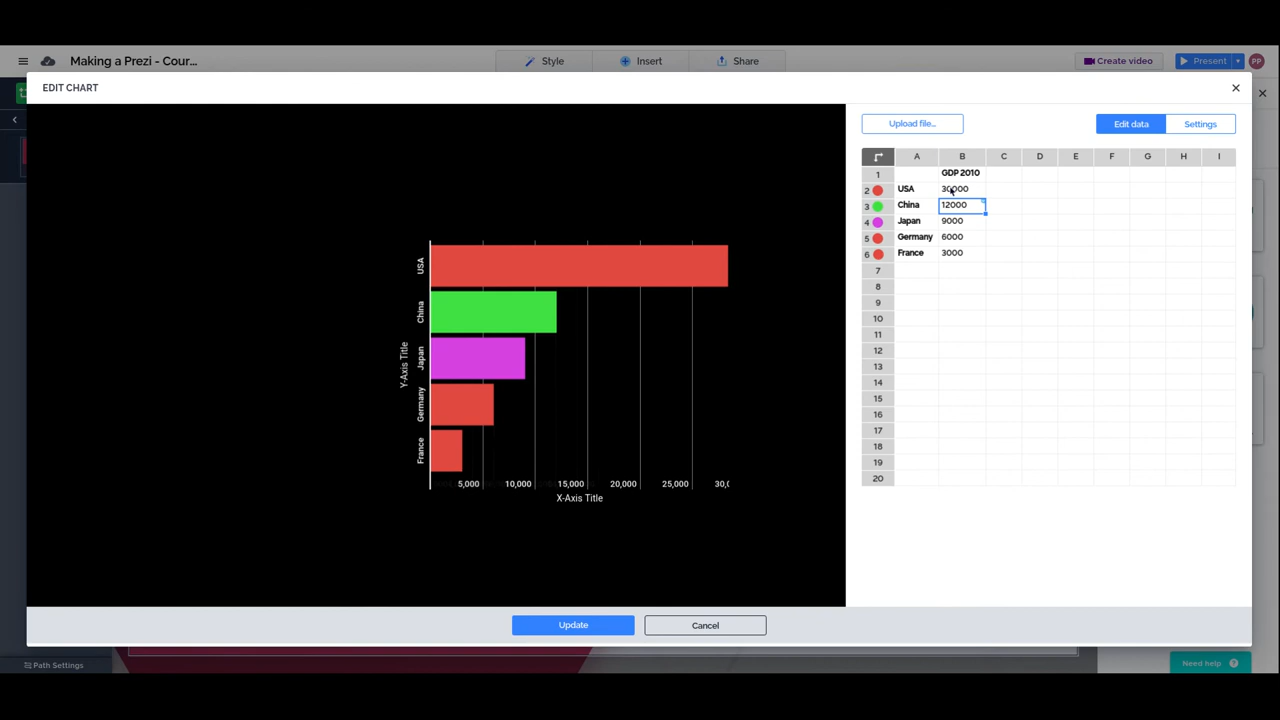 Making a Prezi - Cour...
Style
Insert
Share
Create video
Present
PP
EDIT CHART
Upload file...
Edit data
Settings
A B C D E F G H I
1 GDP 2010
2 USA 30000
3 China 12000
4 Japan 9000
5 Germany 6000
6 France 3000
7
8
9
10
11
12
13
14
15
16
17
18
19
20
Y-Axis Title
USA
China
Japan
Germany
France
5,000 10,000 15,000 20,000 25,000 30,0
X-Axis Title
Update
Cancel
Path Settings
Need help ?